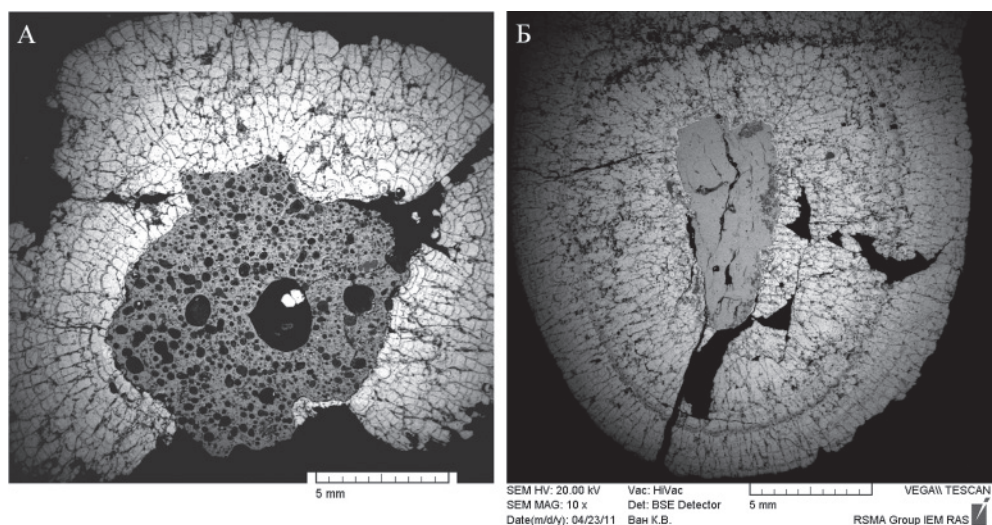 А
Б
5 mm
SEM HV: 20.00 kV Vac: HiVac VEGA\\ TESCAN
SEM MAG: 10 x Det: BSE Detector 5 mm
Date(m/d/y): 04/23/11 Ван К.В. RSMA Group IEM RAS